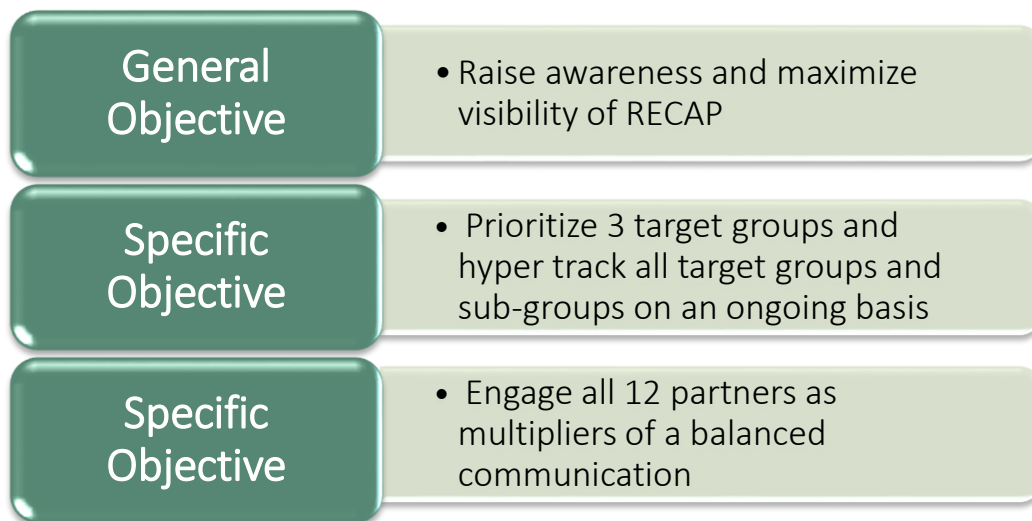 General
Objective
• Raise awareness and maximize
visibility of RECAP
Specific
Objective
• Prioritize 3 target groups and
hyper track all target groups and
sub-groups on an ongoing basis
Specific
Objective
• Engage all 12 partners as
multipliers of a balanced
communication